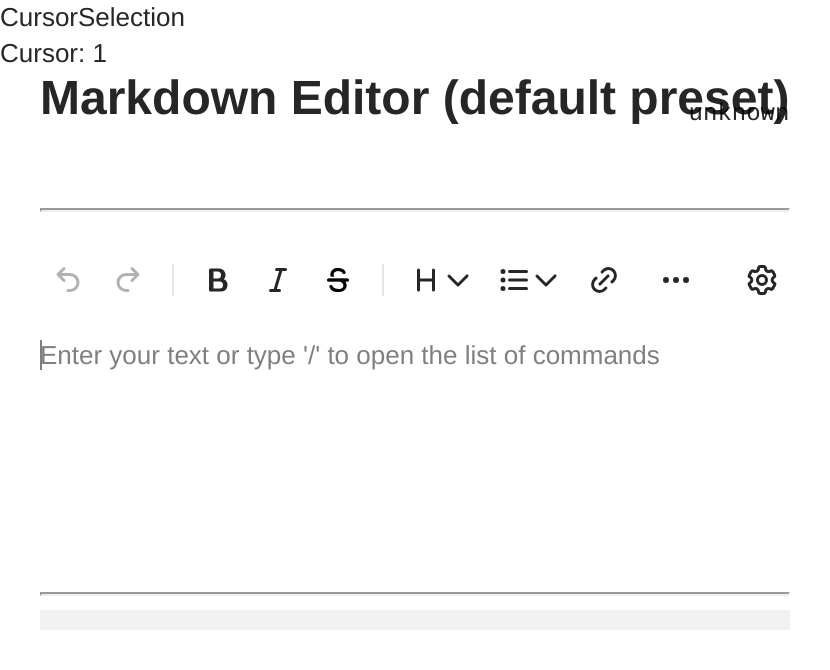 CursorSelection
Cursor: 1
Markdown Editor (default preset)
unknown
B I S H
Enter your text or type '/' to open the list of commands